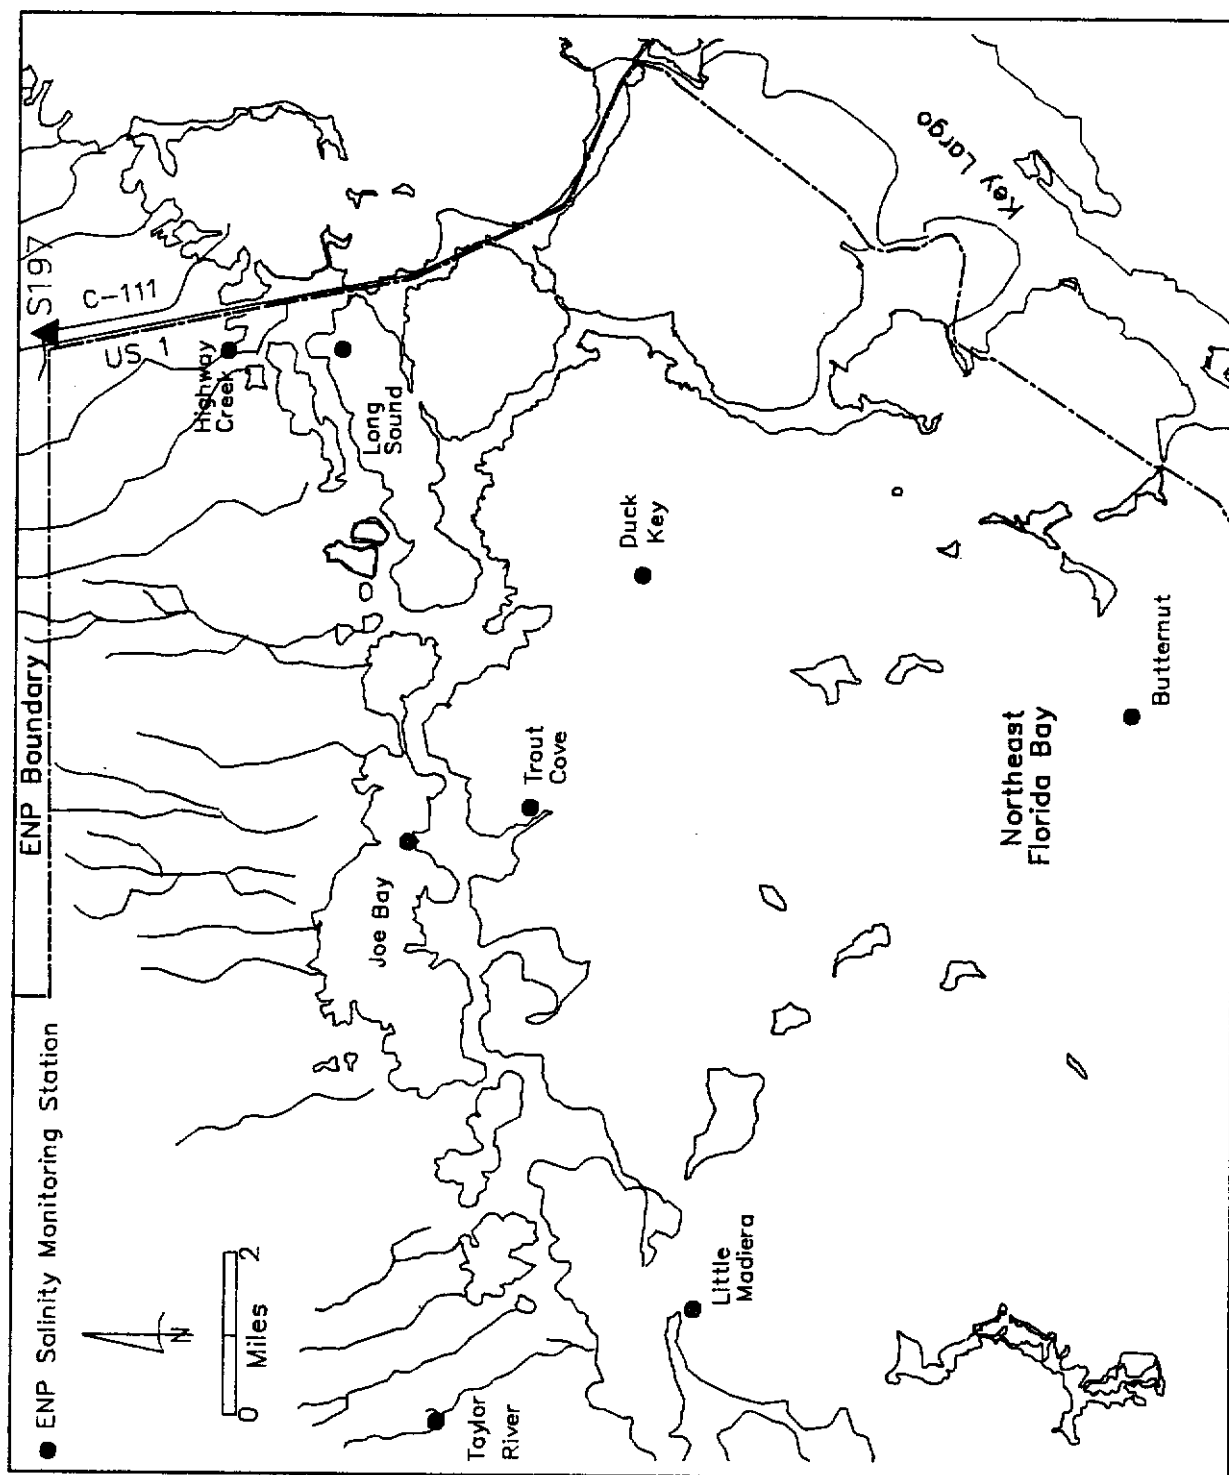 ENP Salinity Monitoring Station
ENP Boundary
S197
C-111
US 1
Highway
Creek
Long
Sound
Key Largo
Duck
Key
Trout
Cove
Joe Bay
Butternut
Northeast
Florida Bay
Little
Madiera
Taylor
River
N
0
2
Miles